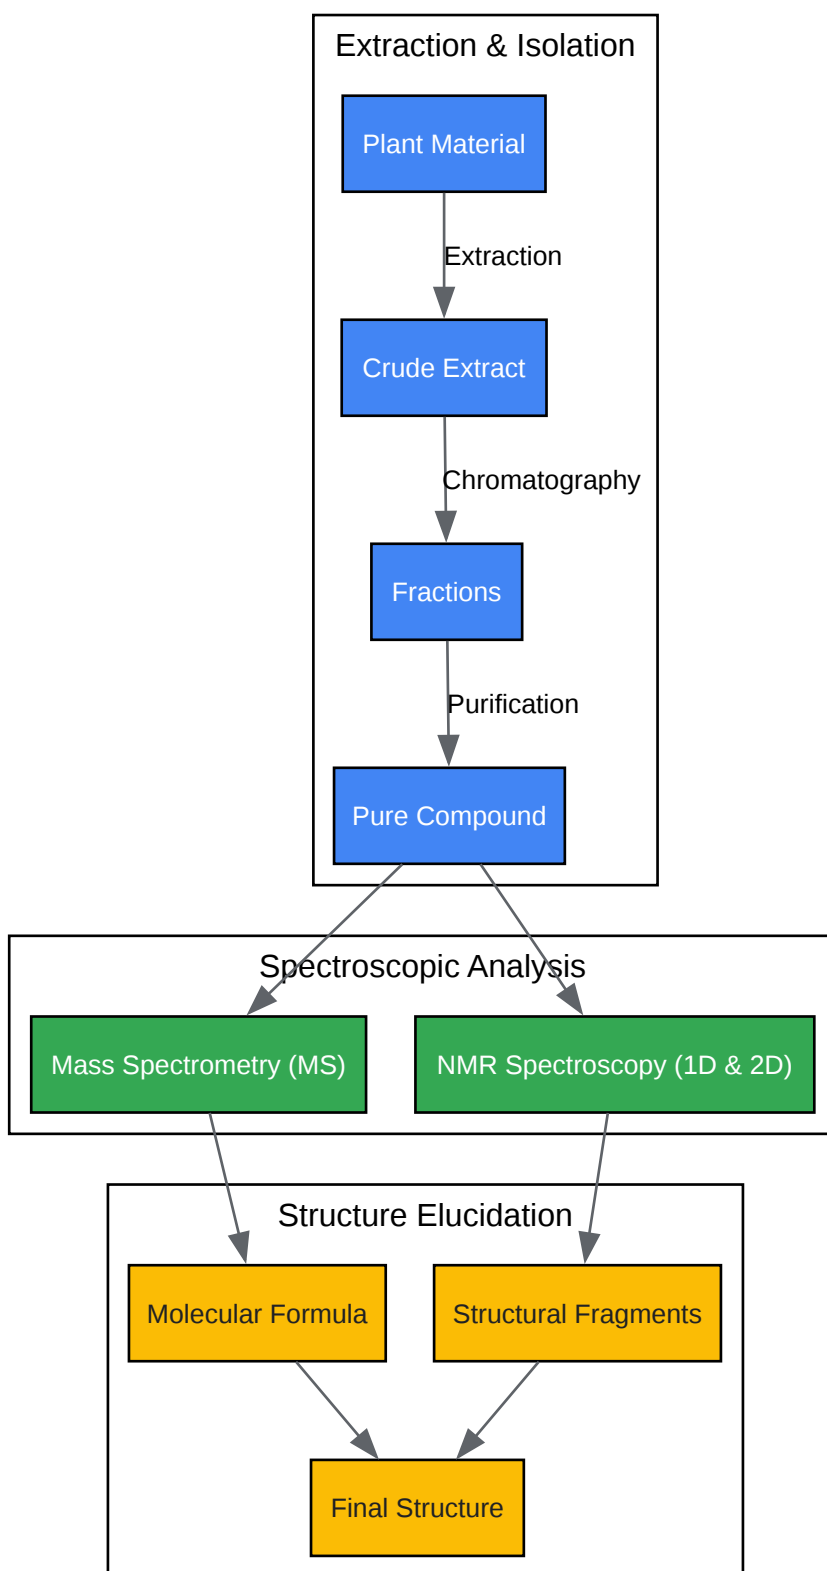 Extraction & Isolation
Plant Material
Extraction
Crude Extract
Chromatography
Fractions
Purification
Pure Compound
Spectroscopic Analysis
Mass Spectrometry (MS)
NMR Spectroscopy (1D & 2D)
Structure Elucidation
Molecular Formula
Structural Fragments
Final Structure